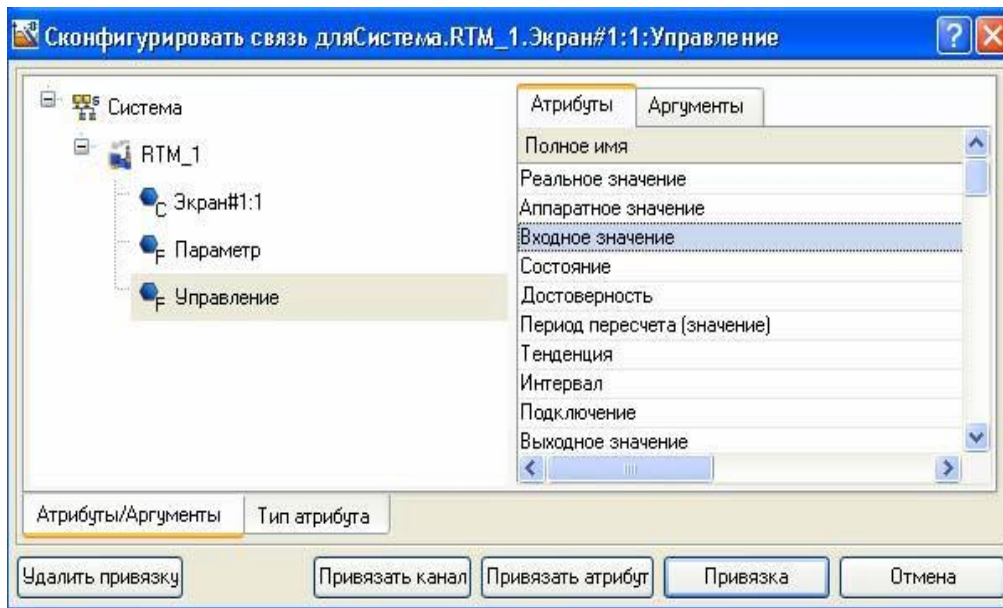 Сконфигурировать связь дляСистема.RTM_1.Экран#1:1:Управление
Система
RTM_1
C Экран#1:1
F Параметр
F Управление
Атрибуты Аргументы
Полное имя
Реальное значение
Аппаратное значение
Входное значение
Состояние
Достоверность
Период пересчета (значение)
Тенденция
Интервал
Подключение
Выходное значение
Атрибуты/Аргументы Тип атрибута
Удалить привязку Привязать канал Привязать атрибут Привязка Отмена